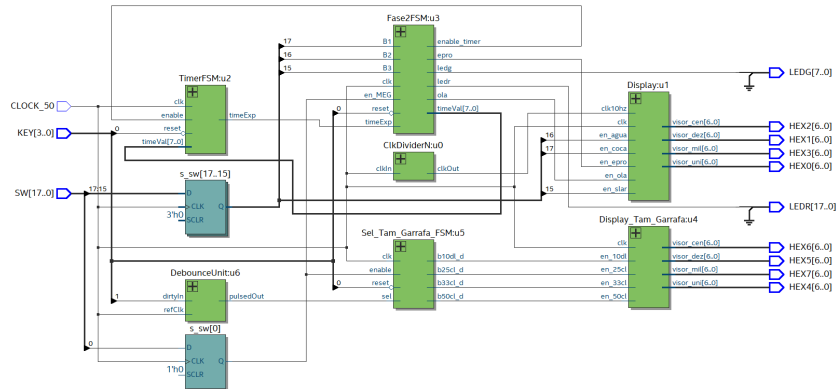 Fase2FSM:u3
17
B1
enable_timer
16
B2
epro
15
B3
ledg
clk
ledr
en_MEG
ola
0
reset
timeVal[7..0]
timeExp
TimerFSM:u2
clk
enable
timeExp
0
reset
timeVal[7..0]
CLOCK_50
KEY[3..0]
SW[17..0]
17:15
s_sw[17..15]
D
CLK
Q
3'h0
SCLR
ClkDividerN:u0
clkIn
clkOut
Display:u1
clk10hz
clk
visor_cen[6..0]
16
en_agua
visor_dez[6..0]
17
en_coca
visor_mil[6..0]
en_epro
visor_uni[6..0]
en_ola
15
en_slar
LEDG[7..0]
HEX2[6..0]
HEX1[6..0]
HEX3[6..0]
HEX0[6..0]
LEDR[17..0]
Sel_Tam_Garrafa_FSM:u5
clk
b10dl_d
enable
b25cl_d
0
reset
b33cl_d
sel
b50cl_d
Display_Tam_Garrafa:u4
clk
visor_cen[6..0]
en_10dl
visor_dez[6..0]
en_25cl
visor_mil[6..0]
en_33cl
visor_uni[6..0]
en_50cl
HEX6[6..0]
HEX5[6..0]
HEX7[6..0]
HEX4[6..0]
DebounceUnit:u6
1
dirtyIn
pulsedOut
refClk
s_sw[0]
0
D
CLK
Q
1'h0
SCLR